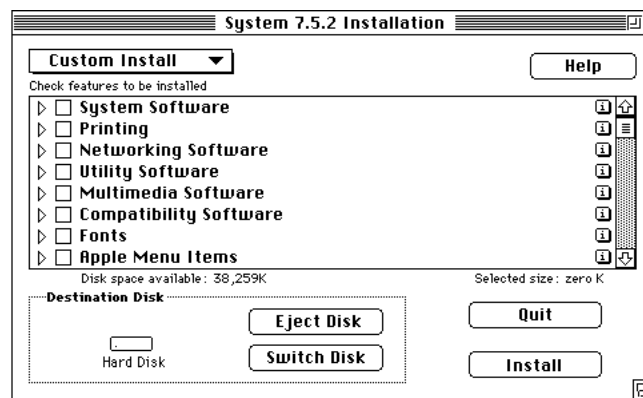 System 7.5.2 Installation
Custom Install
Help
Check features to be installed
System Software
Printing
Networking Software
Utility Software
Multimedia Software
Compatibility Software
Fonts
Apple Menu Items
Disk space available: 38,259K
Selected size: zero K
Destination Disk
Eject Disk
Quit
Hard Disk
Switch Disk
Install